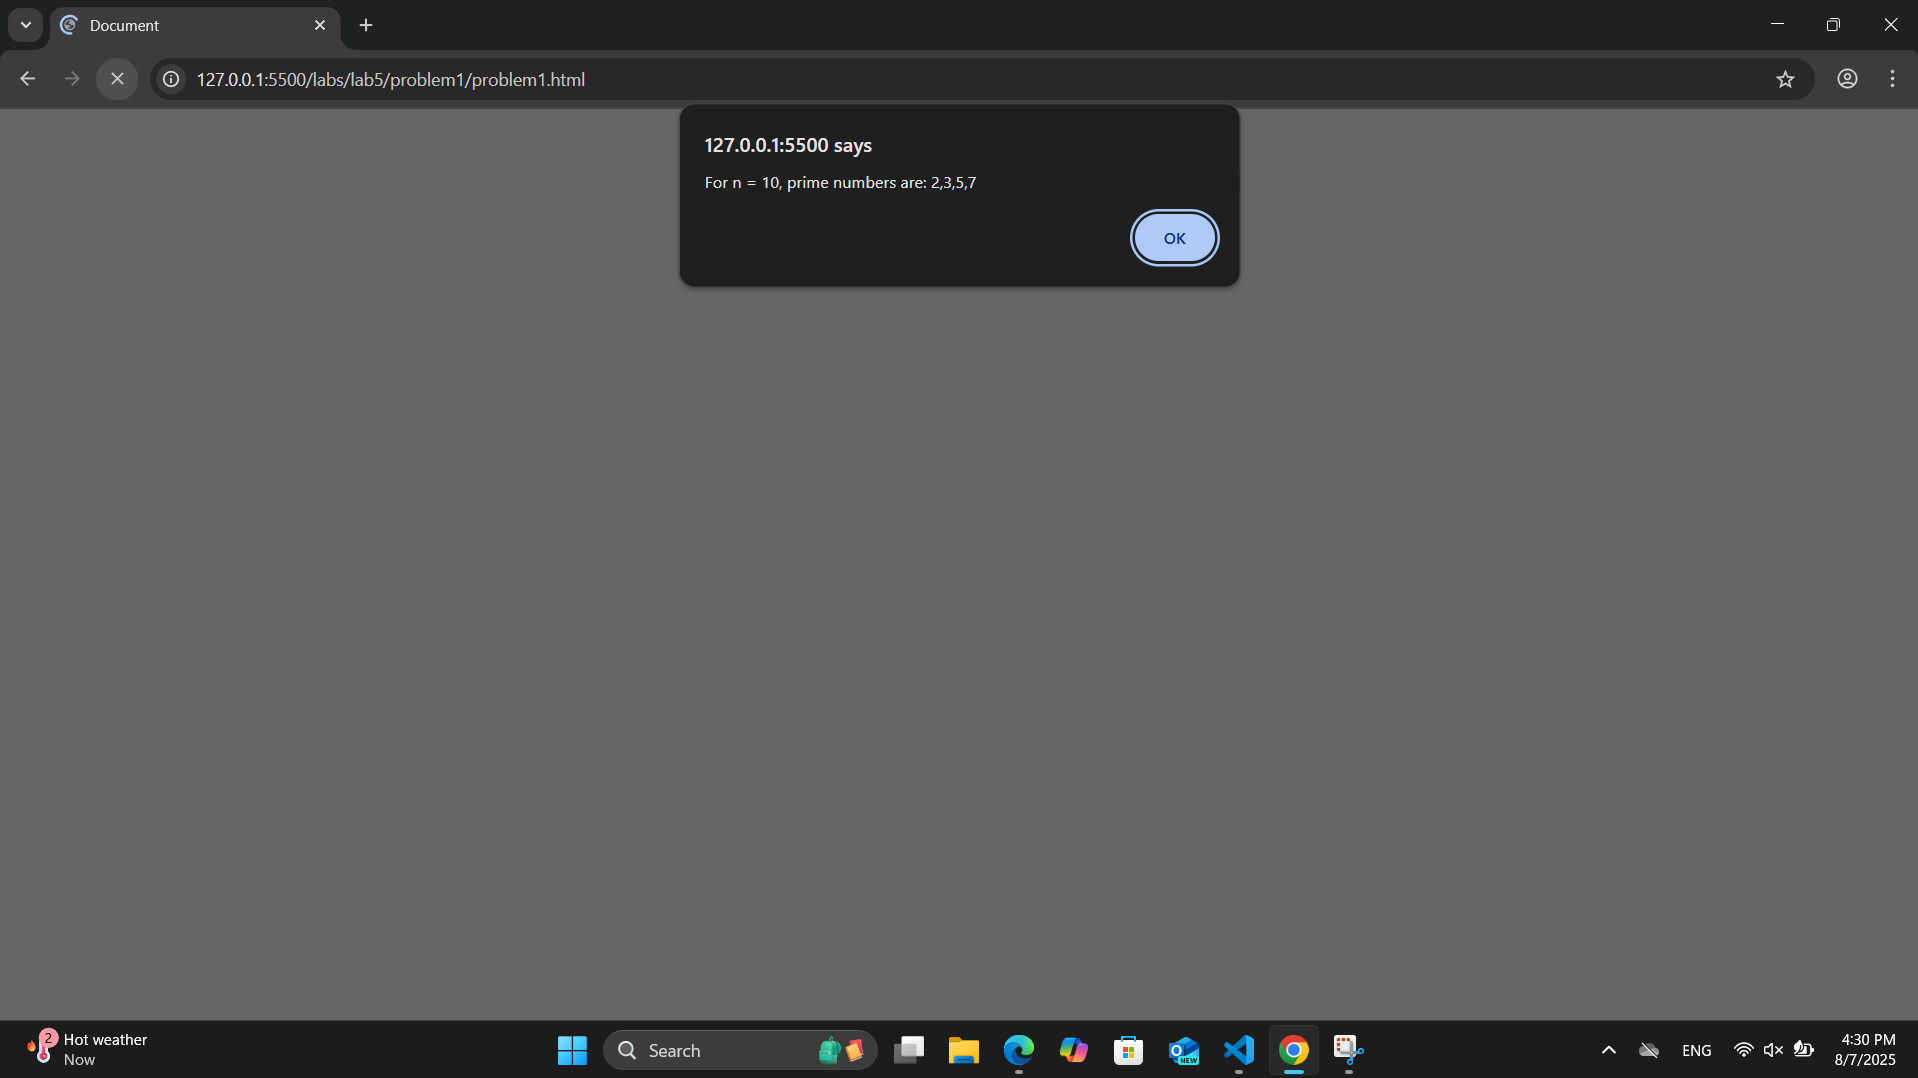 Document
127.0.0.1:5500/labs/lab5/problem1/problem1.html
127.0.0.1:5500 says
For n = 10, prime numbers are: 2,3,5,7
OK
2
Hot weather
Now
Search
NEW
ENG
4:30 PM
8/7/2025